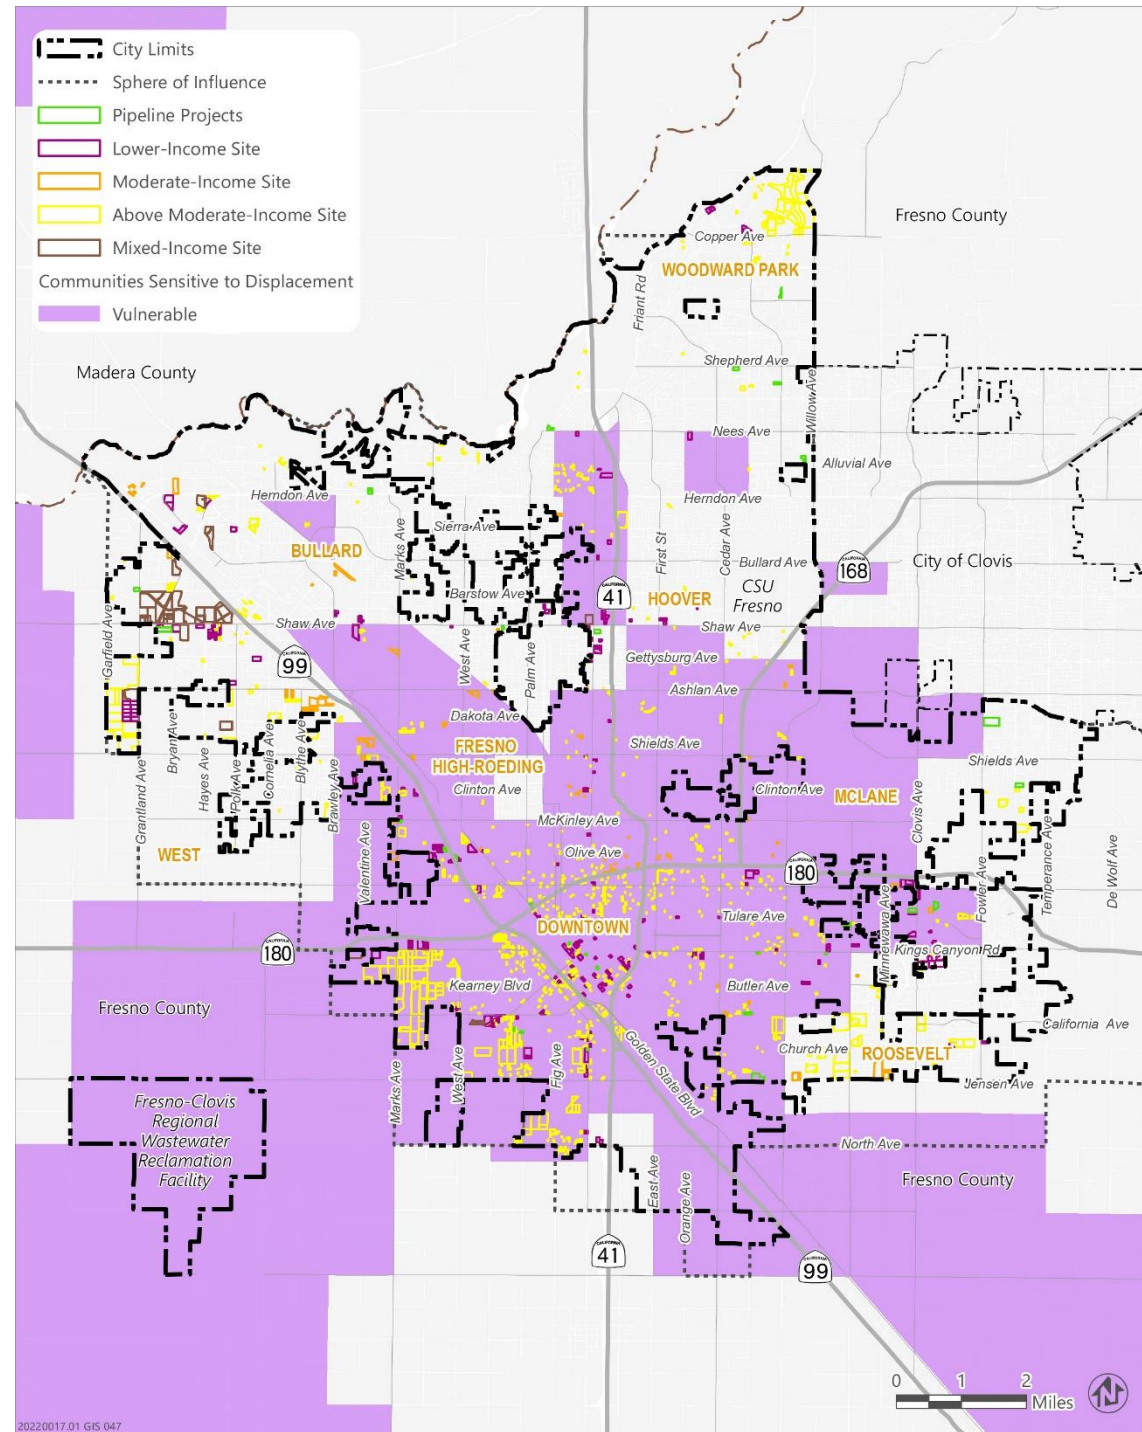 City Limits
Sphere of Influence
Pipeline Projects
Lower-Income Site
Moderate-Income Site
Above Moderate-Income Site
Mixed-Income Site
Communities Sensitive to Displacement
Vulnerable
Fresno County
Copper Ave
WOODWARD PARK
Friant Rd
Shepherd Ave
Madera County
Willow Ave
Nees Ave
Alluvial Ave
Herndon Ave
Herndon Ave
Sierra Ave
Marks Ave
BULLARD
First St
Cedar Ave
Bullard Ave
City of Clovis
CALIFORNIA
168
CSU
Fresno
Barstow Ave
CALIFORNIA
41
HOOVER
Garfield Ave
Shaw Ave
Shaw Ave
West Ave
Palm Ave
Gettysburg Ave
CALIFORNIA
99
Ashlan Ave
Dakota Ave
Bryan Ave
Hayes Ave
Polk Ave
Cornelia Ave
Blythe Ave
Brawley Ave
Grantland Ave
FRESNO
HIGH-ROEDING
Shields Ave
Shields Ave
Clinton Ave
Clinton Ave
MCLANE
Clovis Ave
McKinley Ave
WEST
Valentine Ave
Olive Ave
CALIFORNIA
180
Temperance Ave
Fowler Ave
De Wolf Ave
Minnewawa Ave
Tulare Ave
DOWNTOWN
CALIFORNIA
180
Kings Canyon Rd
Kearney Blvd
Butler Ave
Fresno County
California Ave
Church Ave
ROOSEVELT
Golden State Blvd
Marks Ave
West Ave
Fig Ave
Jensen Ave
Fresno-Clovis
Regional
Wastewater
Reclamation
Facility
North Ave
East Ave
Orange Ave
Fresno County
CALIFORNIA
41
CALIFORNIA
99
0 1 2
Miles
N
20220017.01 GIS 047